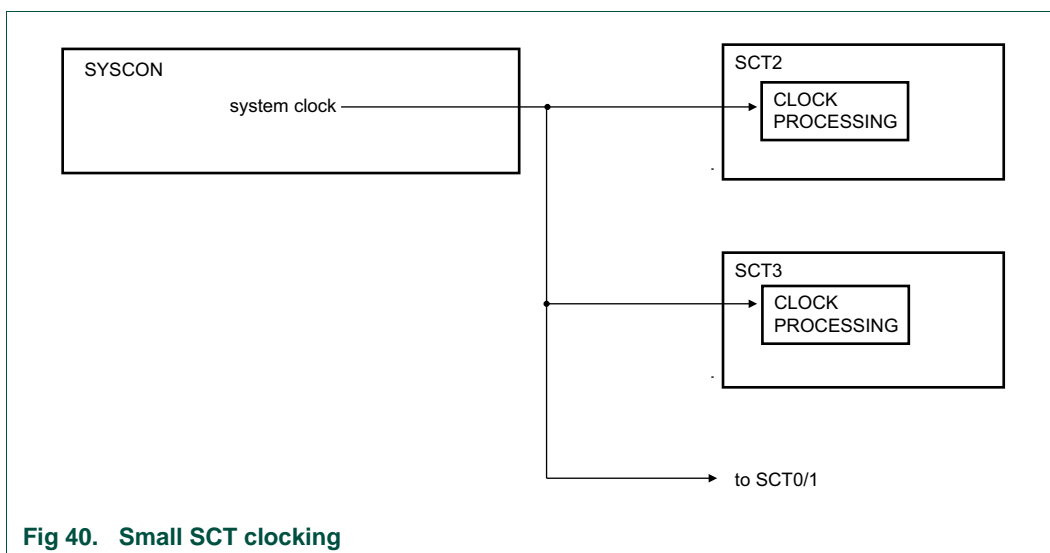 SYSCON
system clock
SCT2
CLOCK
PROCESSING
SCT3
CLOCK
PROCESSING
to SCT0/1
Fig 40. Small SCT clocking